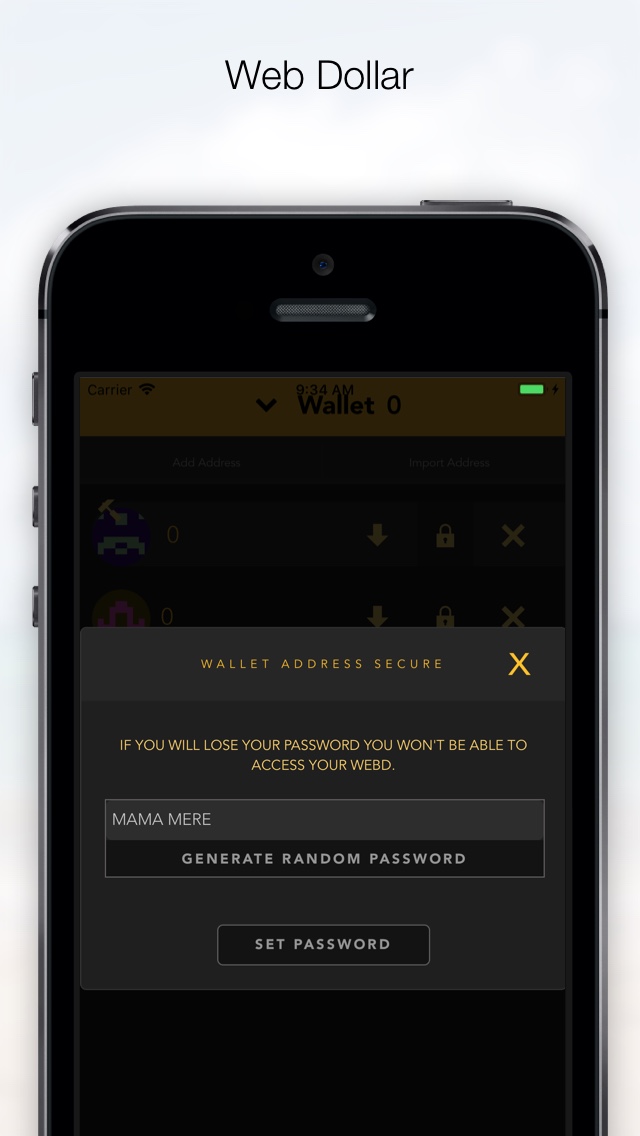 Web Dollar
Carrier 9:34 AM
Wallet 0
Add Address Import Address
0
0
WALLET ADDRESS SECURE X
IF YOU WILL LOSE YOUR PASSWORD YOU WON'T BE ABLE TO
ACCESS YOUR WEBD.
MAMA MERE
GENERATE RANDOM PASSWORD
SET PASSWORD